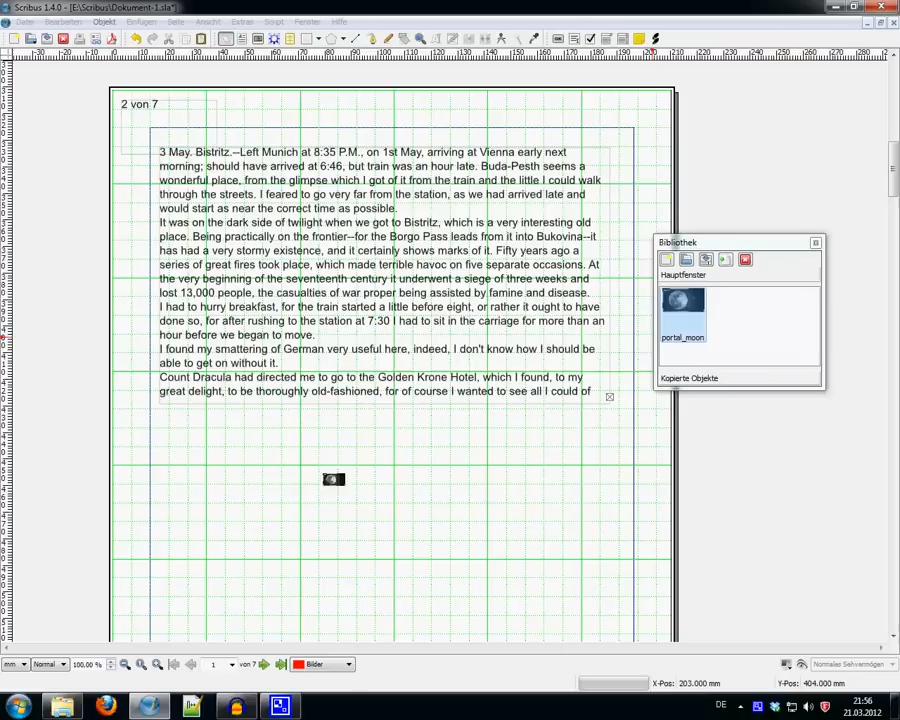 Scribus 1.4.0 - [E:\Scribus\Dokument-1.sla*]
Datei Bearbeiten Objekt Einfügen Seite Ansicht Extras Script Fenster Hilfe
2 von 7
3 May. Bistritz.--Left Munich at 8:35 P.M., on 1st May, arriving at Vienna early next
morning; should have arrived at 6:46, but train was an hour late. Buda-Pesth seems a
wonderful place, from the glimpse which I got of it from the train and the little I could walk
through the streets. I feared to go very far from the station, as we had arrived late and
would start as near the correct time as possible.
It was on the dark side of twilight when we got to Bistritz, which is a very interesting old
place. Being practically on the frontier--for the Borgo Pass leads from it into Bukovina--it
has had a very stormy existence, and it certainly shows marks of it. Fifty years ago a
series of great fires took place, which made terrible havoc on five separate occasions. At
the very beginning of the seventeenth century it underwent a siege of three weeks and
lost 13,000 people, the casualties of war proper being assisted by famine and disease.
I had to hurry breakfast, for the train started a little before eight, or rather it ought to have
done so, for after rushing to the station at 7:30 I had to sit in the carriage for more than an
hour before we began to move.
I found my smattering of German very useful here, indeed, I don't know how I should be
able to get on without it.
Count Dracula had directed me to go to the Golden Krone Hotel, which I found, to my
great delight, to be thoroughly old-fashioned, for of course I wanted to see all I could of
Bibliothek
Hauptfenster
portal_moon
Kopierte Objekte
mm Normal 100.00 % 1 von 7 Bilder Normales Sehvermögen
X-Pos: 203.000 mm Y-Pos: 404.000 mm
DE 21:56
21.03.2012